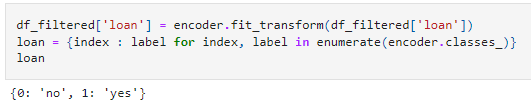 df_filtered['loan'] = encoder.fit_transform(df_filtered['loan'])
loan = {index : label for index, label in enumerate(encoder.classes_)}
loan
{0: 'no', 1: 'yes'}